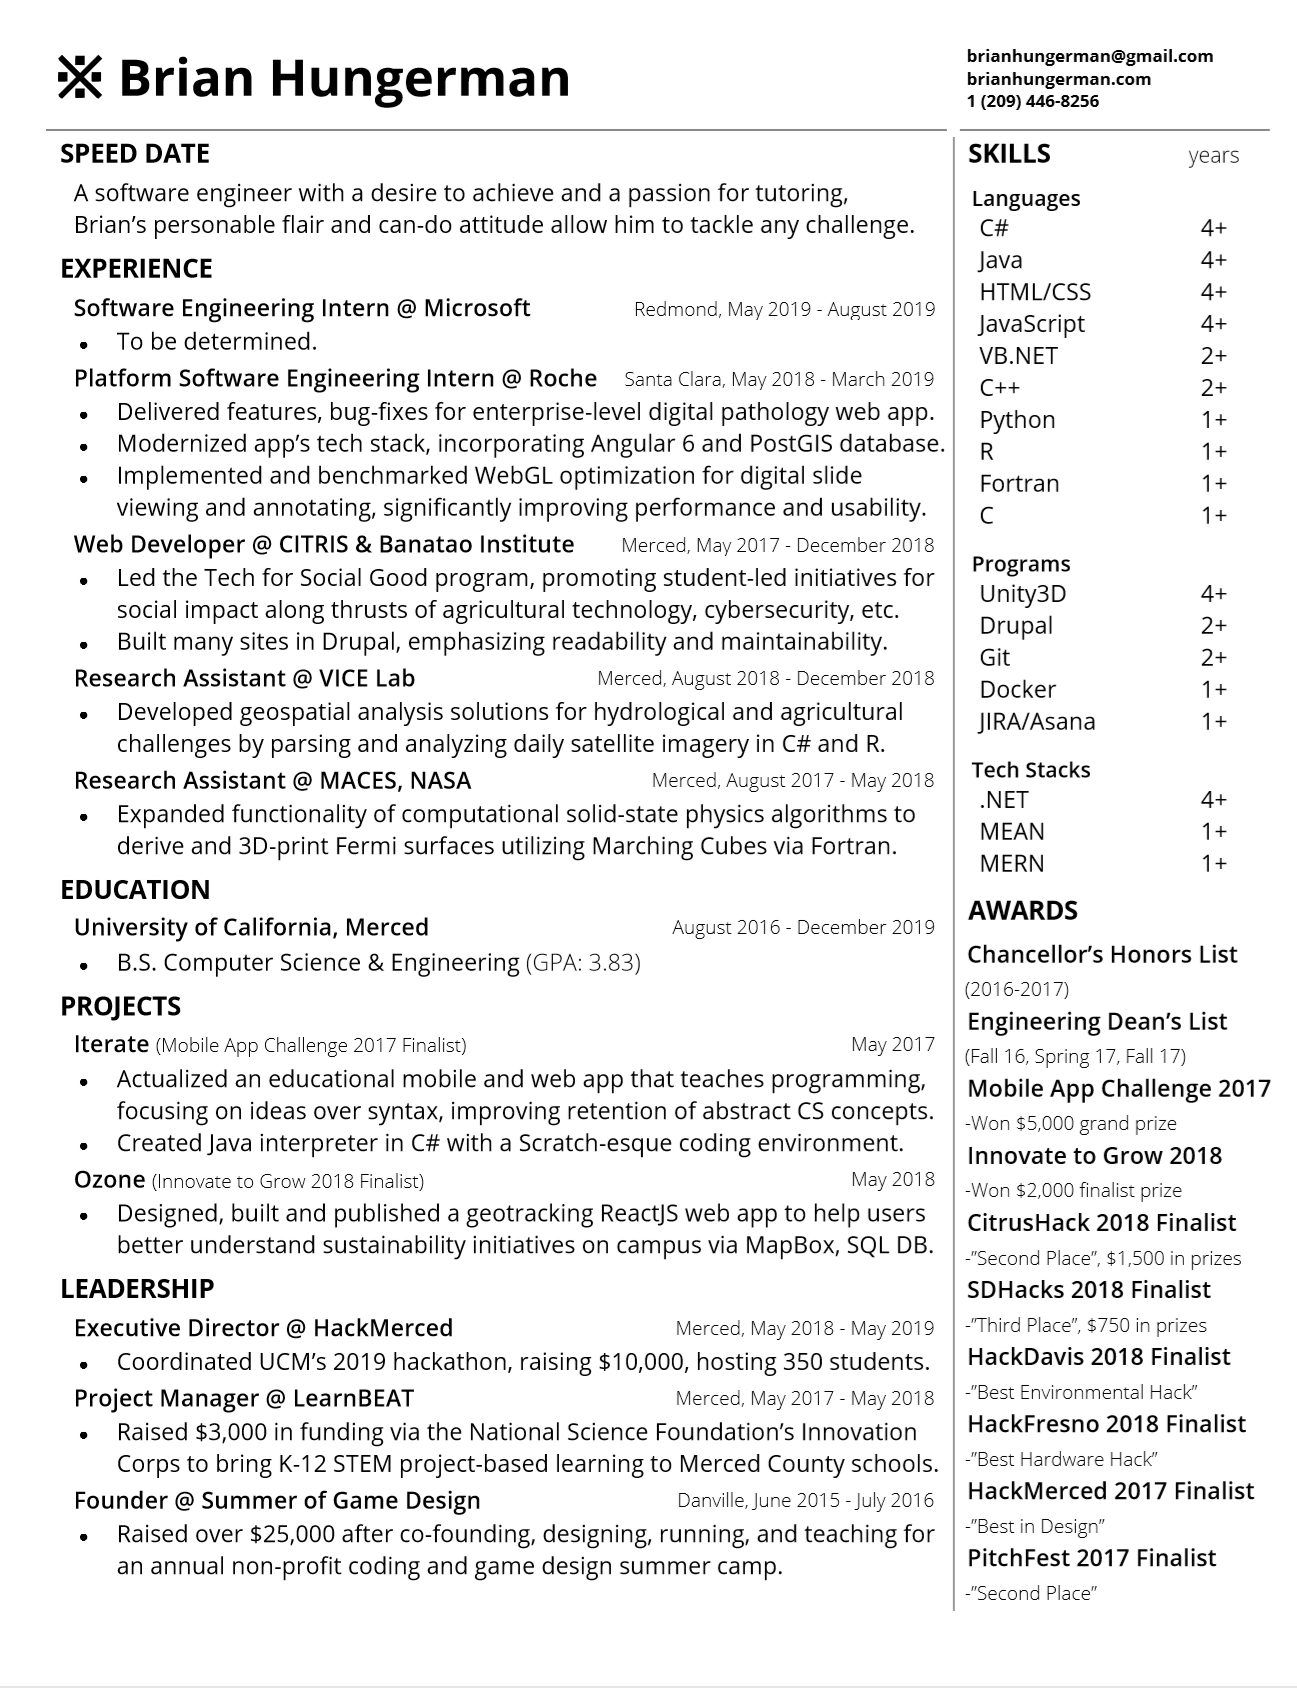 ※ Brian Hungerman
brianhungerman@gmail.com
brianhungerman.com
1 (209) 446-8256
SPEED DATE
A software engineer with a desire to achieve and a passion for tutoring,
Brian’s personable flair and can-do attitude allow him to tackle any challenge.
EXPERIENCE
Software Engineering Intern @ Microsoft Redmond, May 2019 - August 2019
● To be determined.
Platform Software Engineering Intern @ Roche Santa Clara, May 2018 - March 2019
● Delivered features, bug-fixes for enterprise-level digital pathology web app.
● Modernized app’s tech stack, incorporating Angular 6 and PostGIS database.
● Implemented and benchmarked WebGL optimization for digital slide
viewing and annotating, significantly improving performance and usability.
Web Developer @ CITRIS & Banatao Institute Merced, May 2017 - December 2018
● Led the Tech for Social Good program, promoting student-led initiatives for
social impact along thrusts of agricultural technology, cybersecurity, etc.
● Built many sites in Drupal, emphasizing readability and maintainability.
Research Assistant @ VICE Lab Merced, August 2018 - December 2018
● Developed geospatial analysis solutions for hydrological and agricultural
challenges by parsing and analyzing daily satellite imagery in C# and R.
Research Assistant @ MACES, NASA Merced, August 2017 - May 2018
● Expanded functionality of computational solid-state physics algorithms to
derive and 3D-print Fermi surfaces utilizing Marching Cubes via Fortran.
EDUCATION
University of California, Merced August 2016 - December 2019
● B.S. Computer Science & Engineering (GPA: 3.83)
PROJECTS
Iterate (Mobile App Challenge 2017 Finalist) May 2017
● Actualized an educational mobile and web app that teaches programming,
focusing on ideas over syntax, improving retention of abstract CS concepts.
● Created Java interpreter in C# with a Scratch-esque coding environment.
Ozone (Innovate to Grow 2018 Finalist) May 2018
● Designed, built and published a geotracking ReactJS web app to help users
better understand sustainability initiatives on campus via MapBox, SQL DB.
LEADERSHIP
Executive Director @ HackMerced Merced, May 2018 - May 2019
● Coordinated UCM’s 2019 hackathon, raising $10,000, hosting 350 students.
Project Manager @ LearnBEAT Merced, May 2017 - May 2018
● Raised $3,000 in funding via the National Science Foundation’s Innovation
Corps to bring K-12 STEM project-based learning to Merced County schools.
Founder @ Summer of Game Design Danville, June 2015 - July 2016
● Raised over $25,000 after co-founding, designing, running, and teaching for
an annual non-profit coding and game design summer camp.
SKILLS years
Languages
C# 4+
Java 4+
HTML/CSS 4+
JavaScript 4+
VB.NET 2+
C++ 2+
Python 1+
R 1+
Fortran 1+
C 1+
Programs
Unity3D 4+
Drupal 2+
Git 2+
Docker 1+
JIRA/Asana 1+
Tech Stacks
.NET 4+
MEAN 1+
MERN 1+
AWARDS
Chancellor’s Honors List
(2016-2017)
Engineering Dean’s List
(Fall 16, Spring 17, Fall 17)
Mobile App Challenge 2017
-Won $5,000 grand prize
Innovate to Grow 2018
-Won $2,000 finalist prize
CitrusHack 2018 Finalist
-”Second Place”, $1,500 in prizes
SDHacks 2018 Finalist
-”Third Place”, $750 in prizes
HackDavis 2018 Finalist
-”Best Environmental Hack”
HackFresno 2018 Finalist
-”Best Hardware Hack”
HackMerced 2017 Finalist
-”Best in Design”
PitchFest 2017 Finalist
-”Second Place”